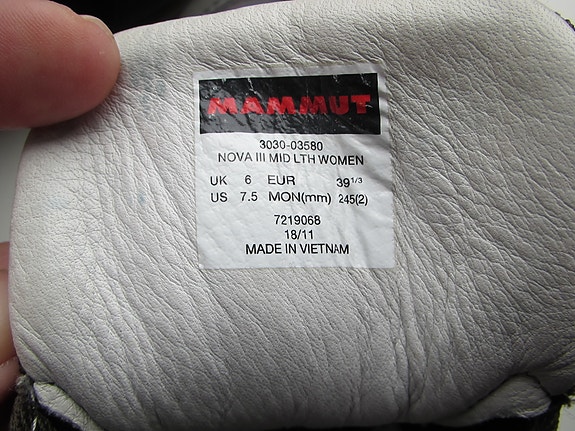 MAMMUT
3030-03580
NOVA III MID LTH WOMEN
UK 6 EUR 39 1/3
US 7.5 MON(mm) 245(2)
7219068
18/11
MADE IN VIETNAM